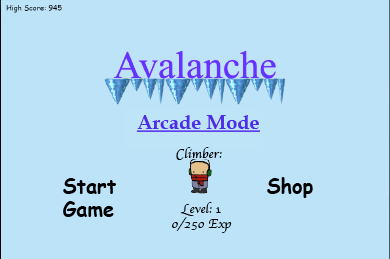 High Score: 945
Avalanche
Arcade Mode
Climber:
Start
Game
Shop
Level: 1
0/250 Exp